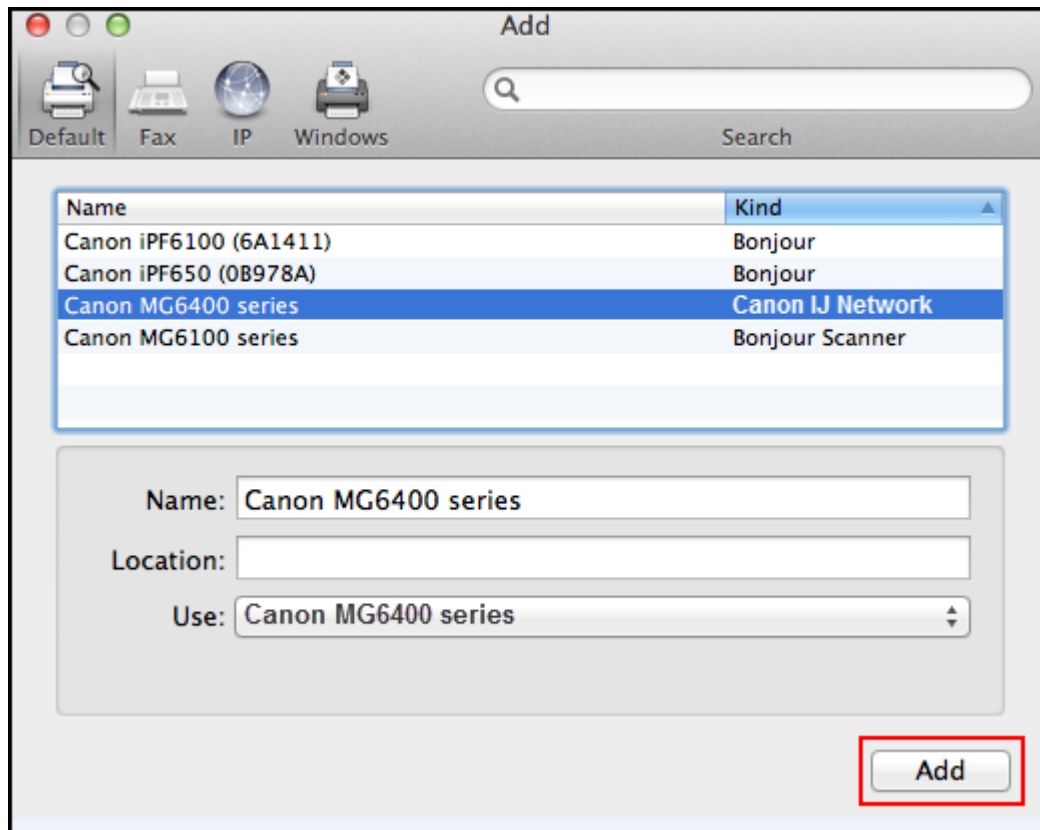 Add
Default Fax IP Windows Search
Name Kind
Canon iPF6100 (6A1411) Bonjour
Canon iPF650 (0B978A) Bonjour
Canon MG6400 series Canon IJ Network
Canon MG6100 series Bonjour Scanner
Name: Canon MG6400 series
Location:
Use: Canon MG6400 series
Add